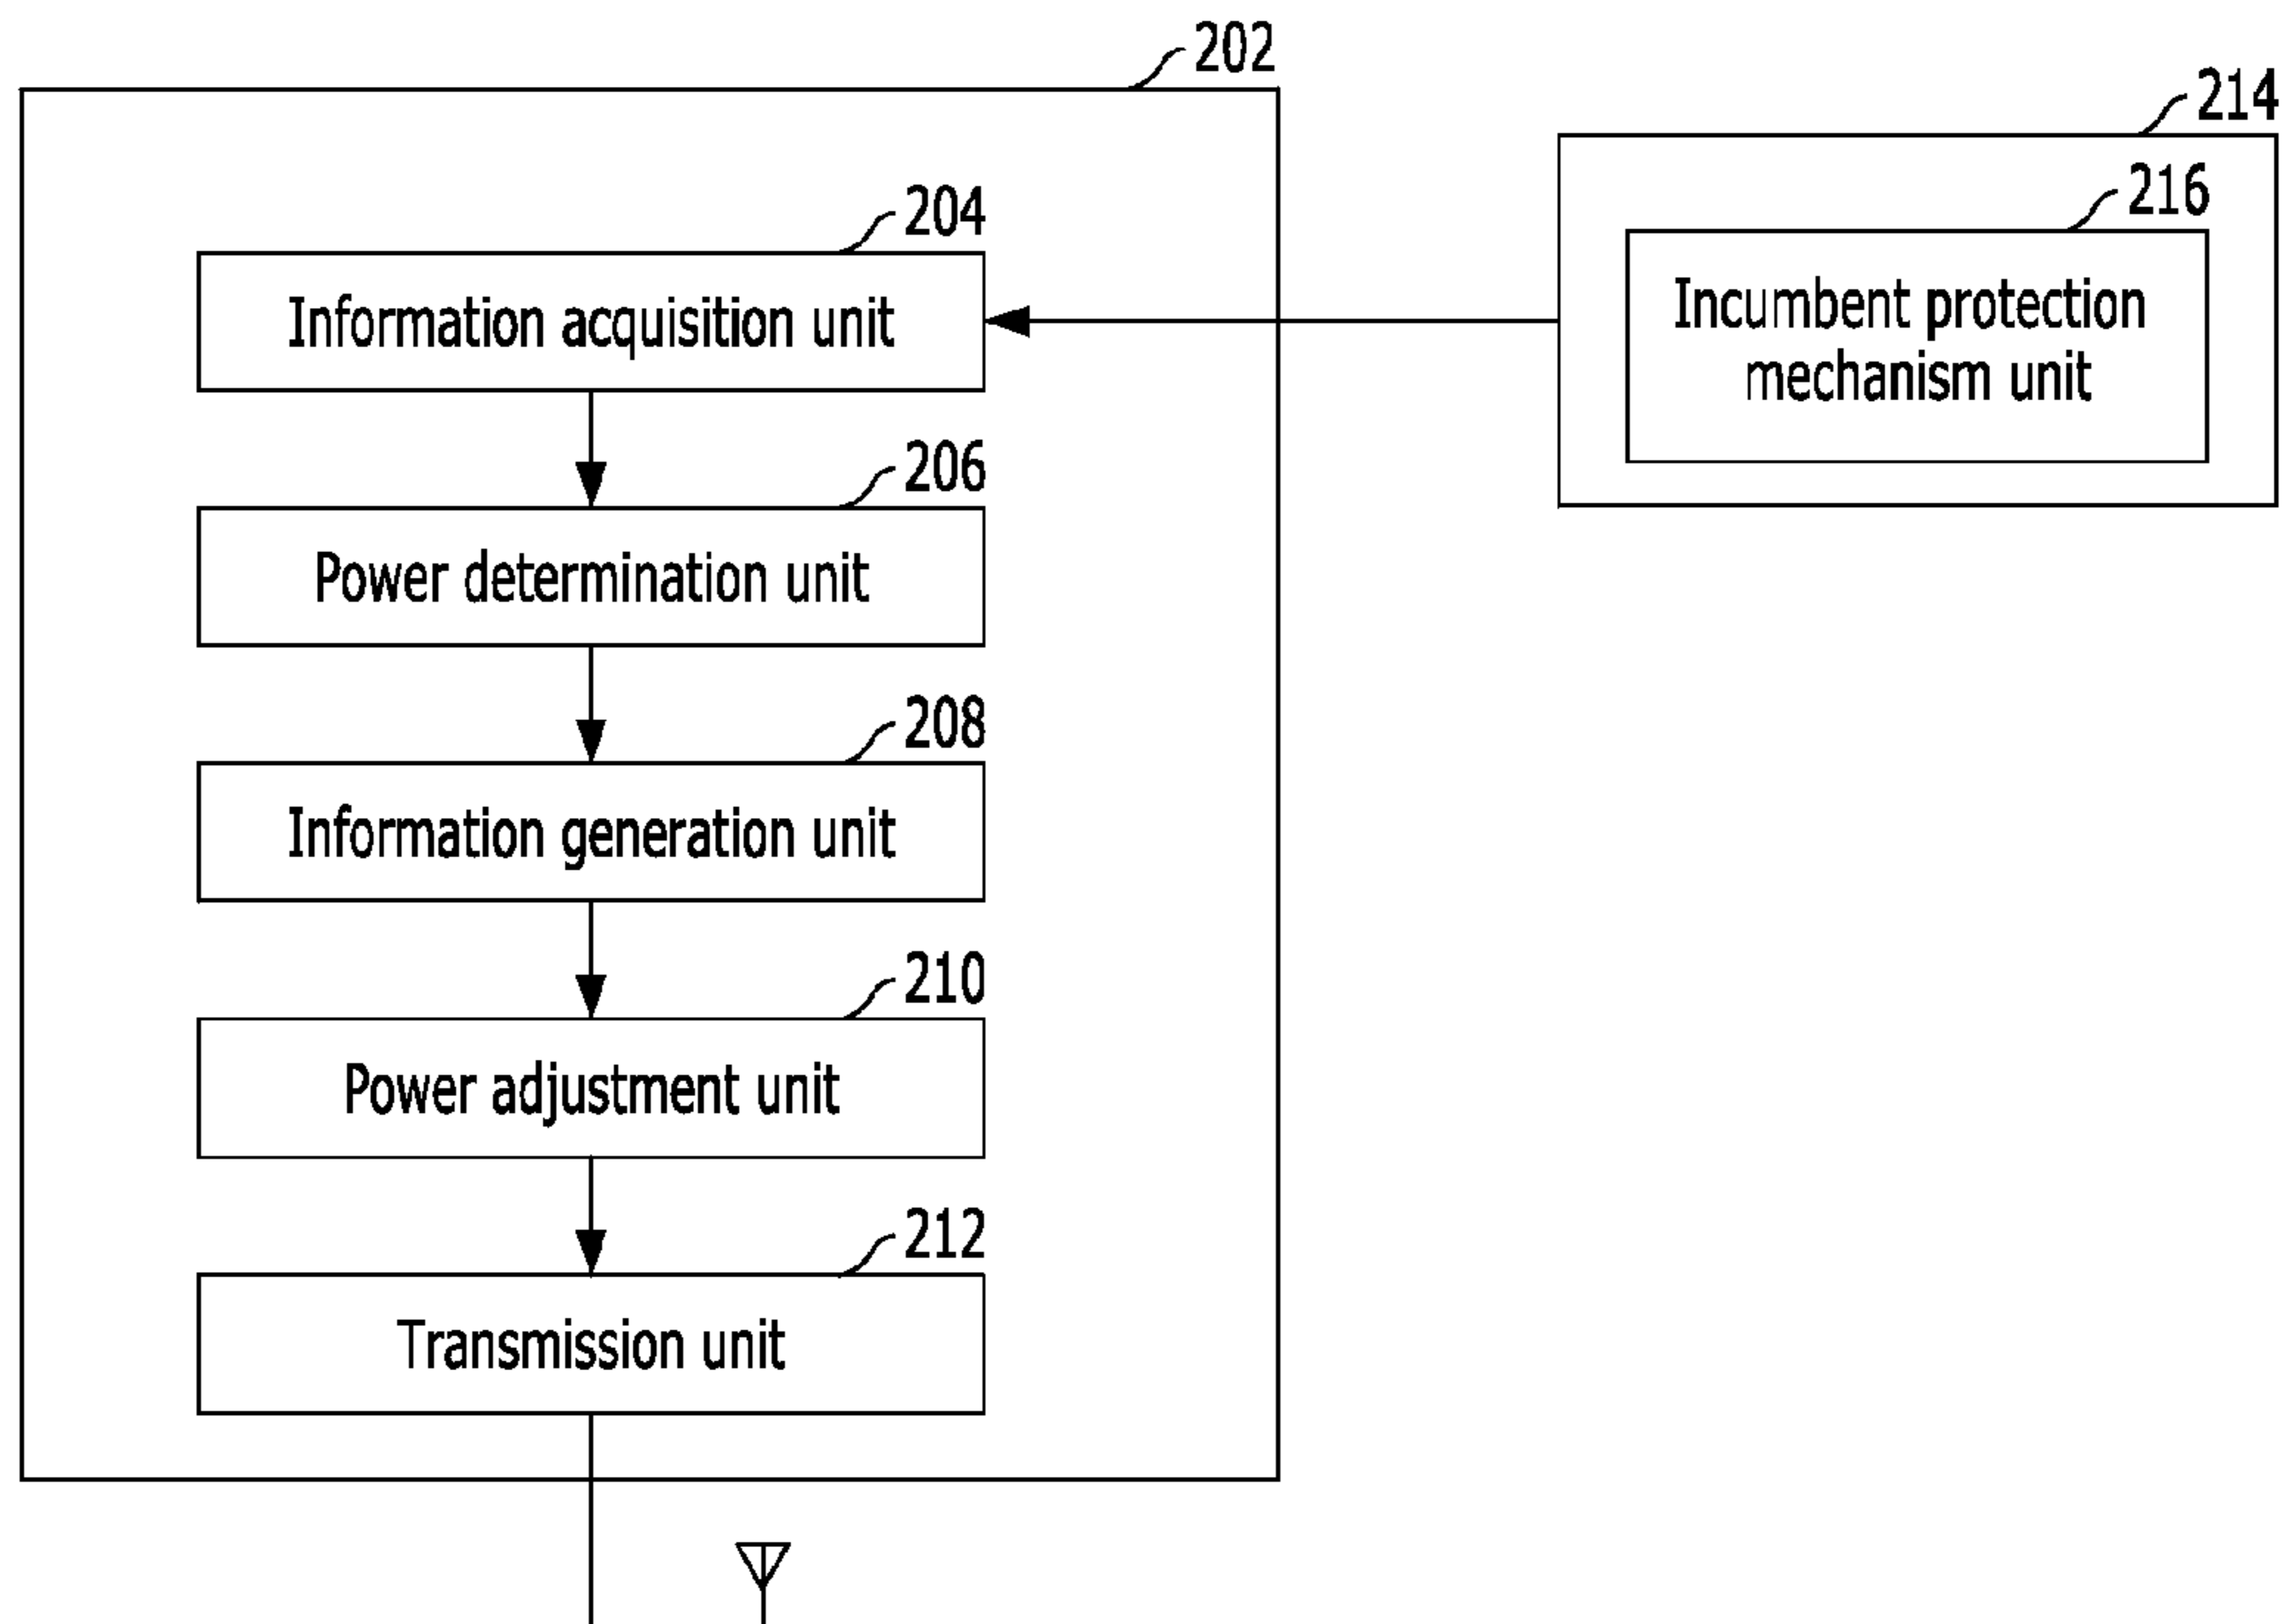 202
214
204
216
Information acquisition unit
Incumbent protection
mechanism unit
206
Power determination unit
208
Information generation unit
210
Power adjustment unit
212
Transmission unit